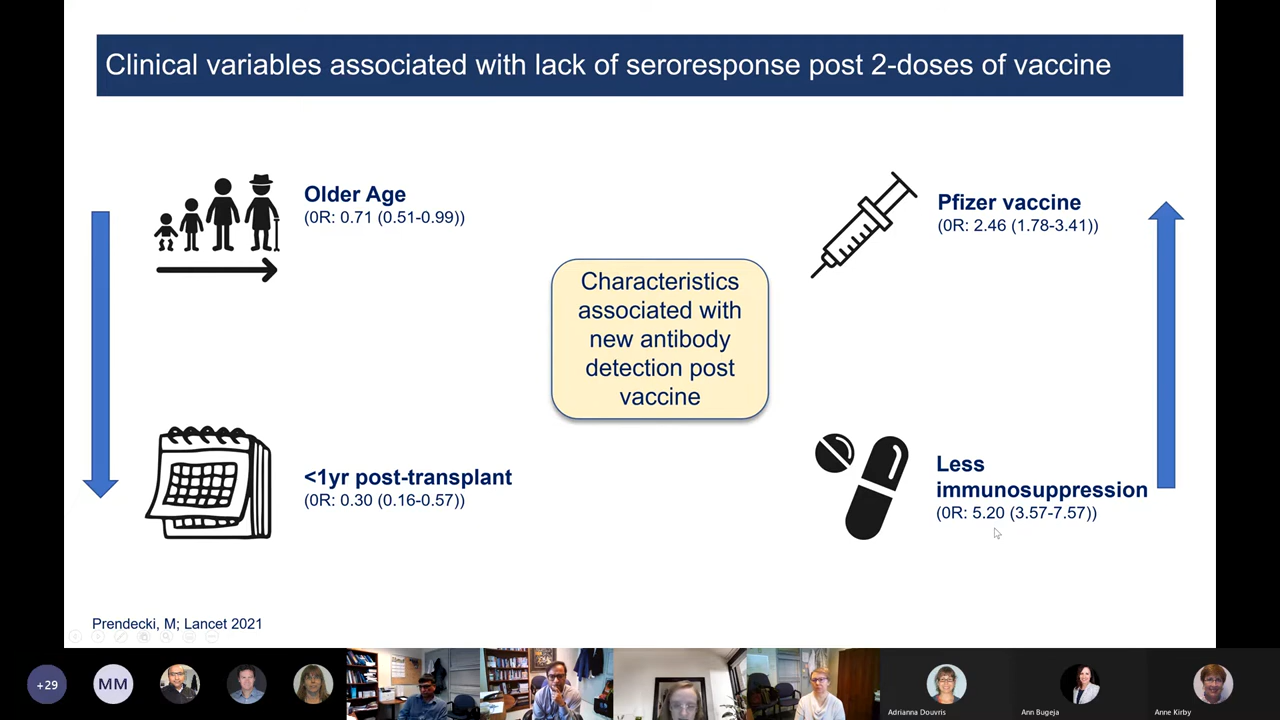 Clinical variables associated with lack of seroresponse post 2-doses of vaccine
Older Age
(0R: 0.71 (0.51-0.99))
<1yr post-transplant
(0R: 0.30 (0.16-0.57))
Characteristics
associated with
new antibody
detection post
vaccine
Pfizer vaccine
(0R: 2.46 (1.78-3.41))
Less
immunosuppression
(0R: 5.20 (3.57-7.57))
Prendecki, M; Lancet 2021
+29
MM
Adrianna Douvris
Ann Bugeja
Anne Kirby